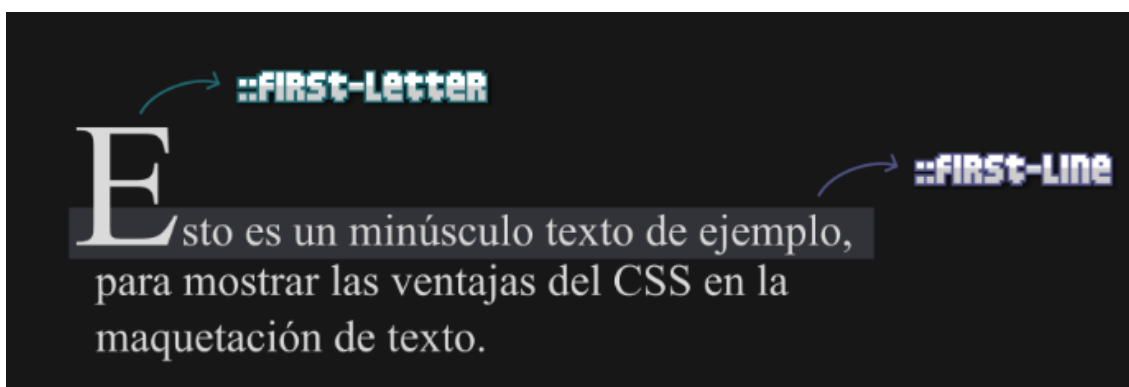 ::FIRST-LETTER
::FIRST-LINE
Esto es un minúsculo texto de ejemplo,
para mostrar las ventajas del CSS en la
maquetación de texto.